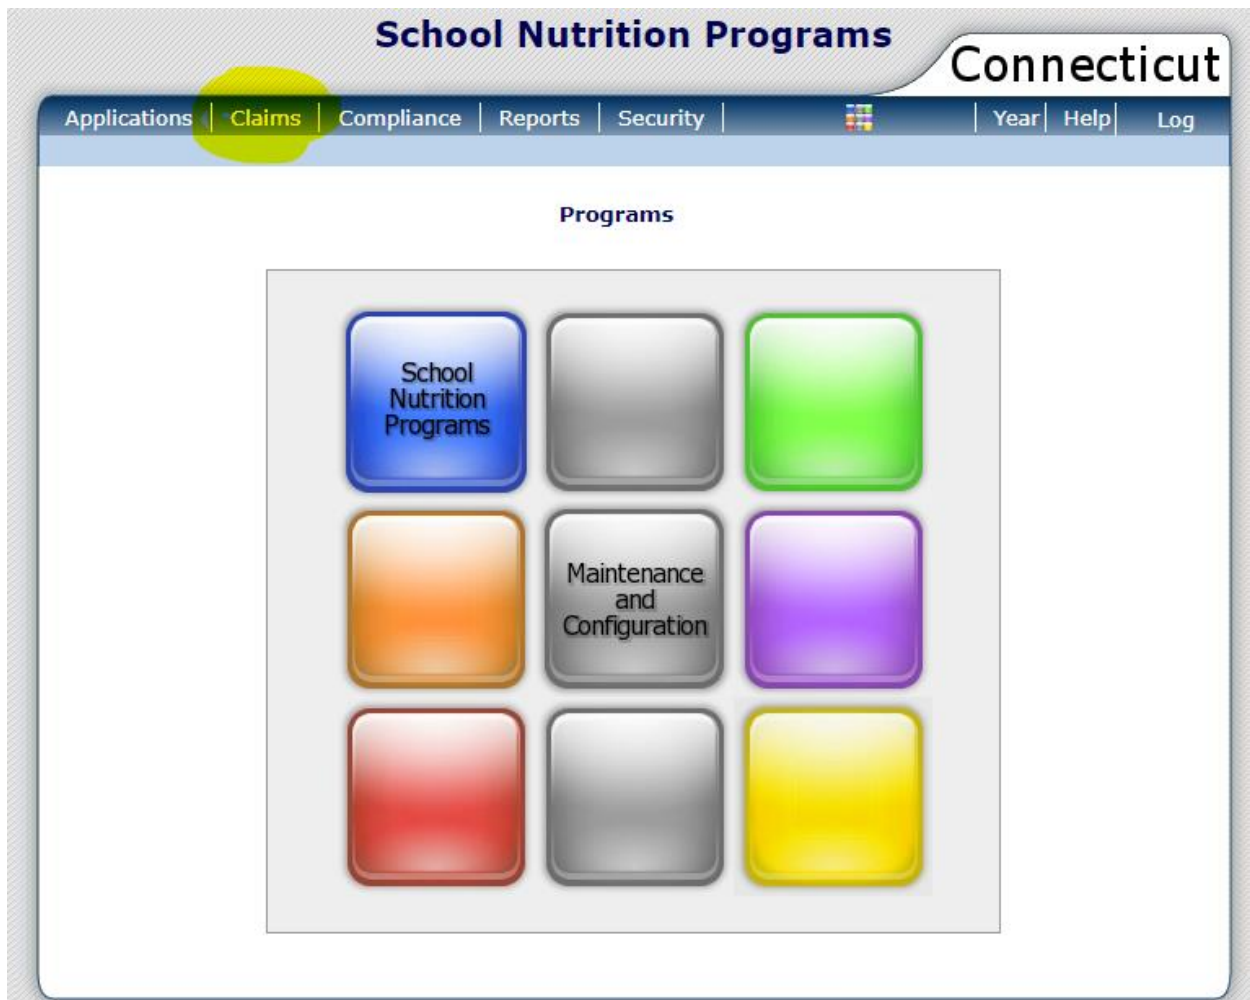 School Nutrition Programs
Connecticut
Applications Claims Compliance Reports Security Year Help Log
Programs
School
Nutrition
Programs
Maintenance
and
Configuration